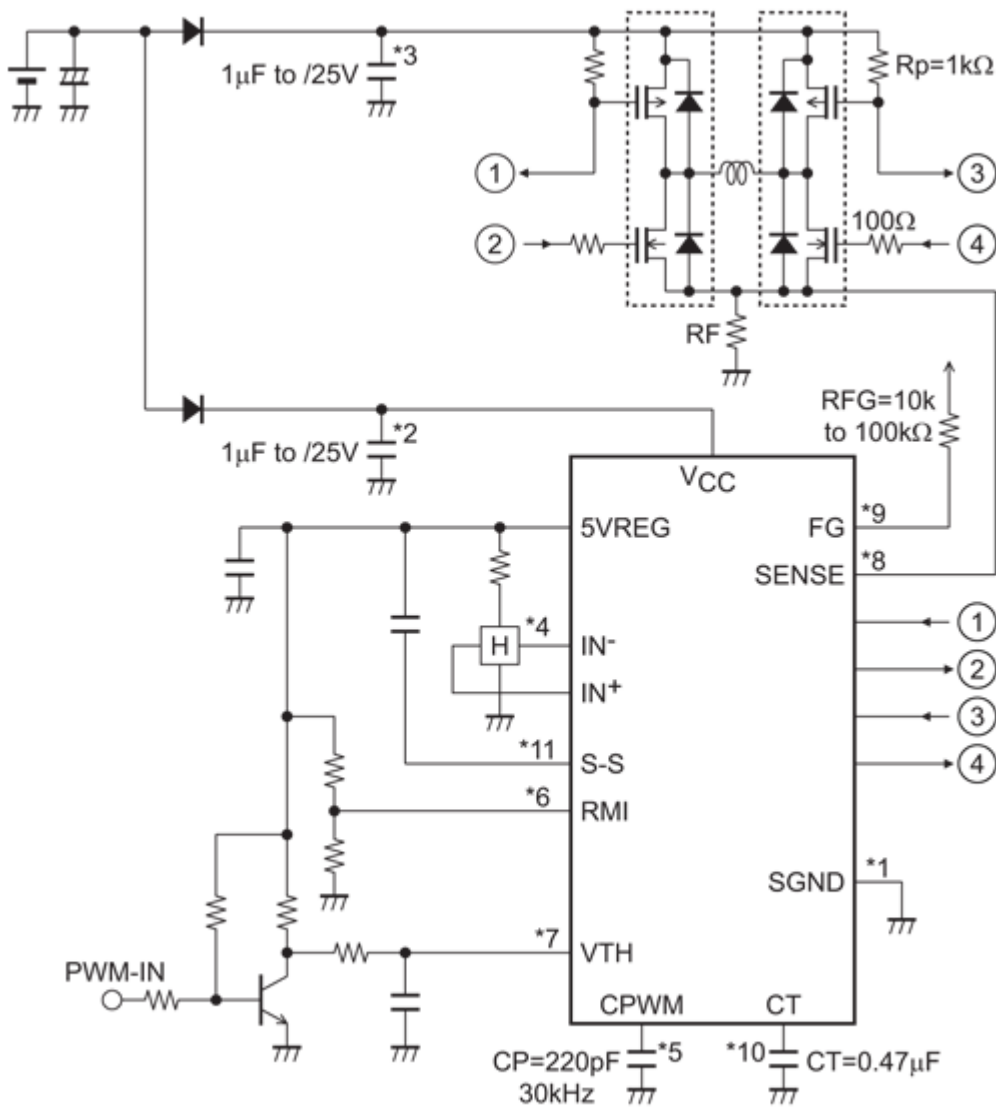 *3
1μF to /25V
Rp=1kΩ
1
3
2
100Ω
4
RF
*2
1μF to /25V
RFG=10k
to 100kΩ
VCC
5VREG
FG
*9
SENSE
*8
*4
H
IN-
IN+
1
2
3
4
*11
S-S
*6
RMI
SGND
*1
*7
VTH
PWM-IN
CPWM
CT
*5
*10
CP=220pF
30kHz
CT=0.47μF